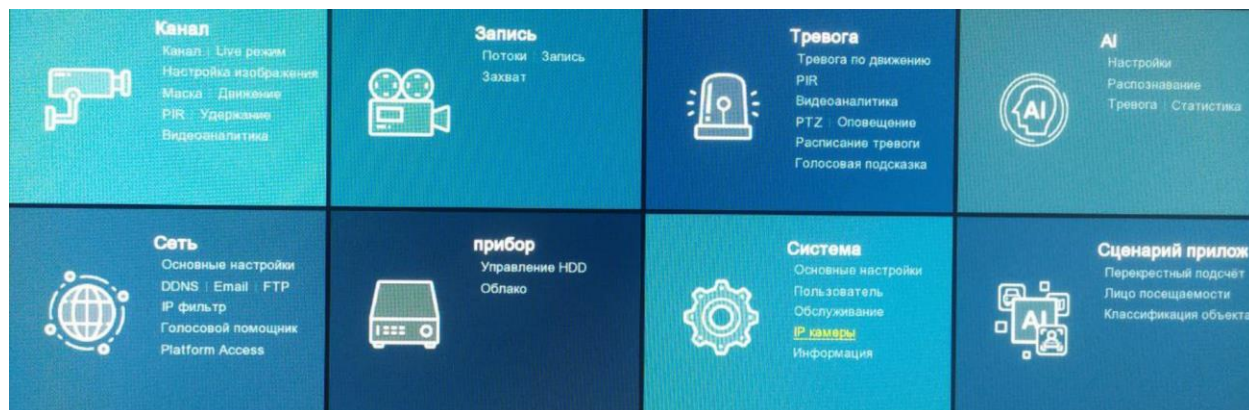 Канал
Канал | Live режим
Настройка изображения
Маска | Движение
PIR | Удержание
Видеоаналитика
Запись
Потоки | Запись
Захват
Тревога
Тревога по движению
PIR
Видеоаналитика
PTZ | Оповещение
Расписание тревоги
Голосовая подсказка
AI
Настройки
Распознавание
Тревога | Статистика
AI
Сеть
Основные настройки
DDNS | Email | FTP
IP фильтр
Голосовой помощник
Platform Access
прибор
Управление HDD
Облако
Система
Основные настройки
Пользователь
Обслуживание
IP камеры
Информация
Сценарий прилож
Перекрестный подсчёт
Лицо посещаемости
Классификация объекта
AI